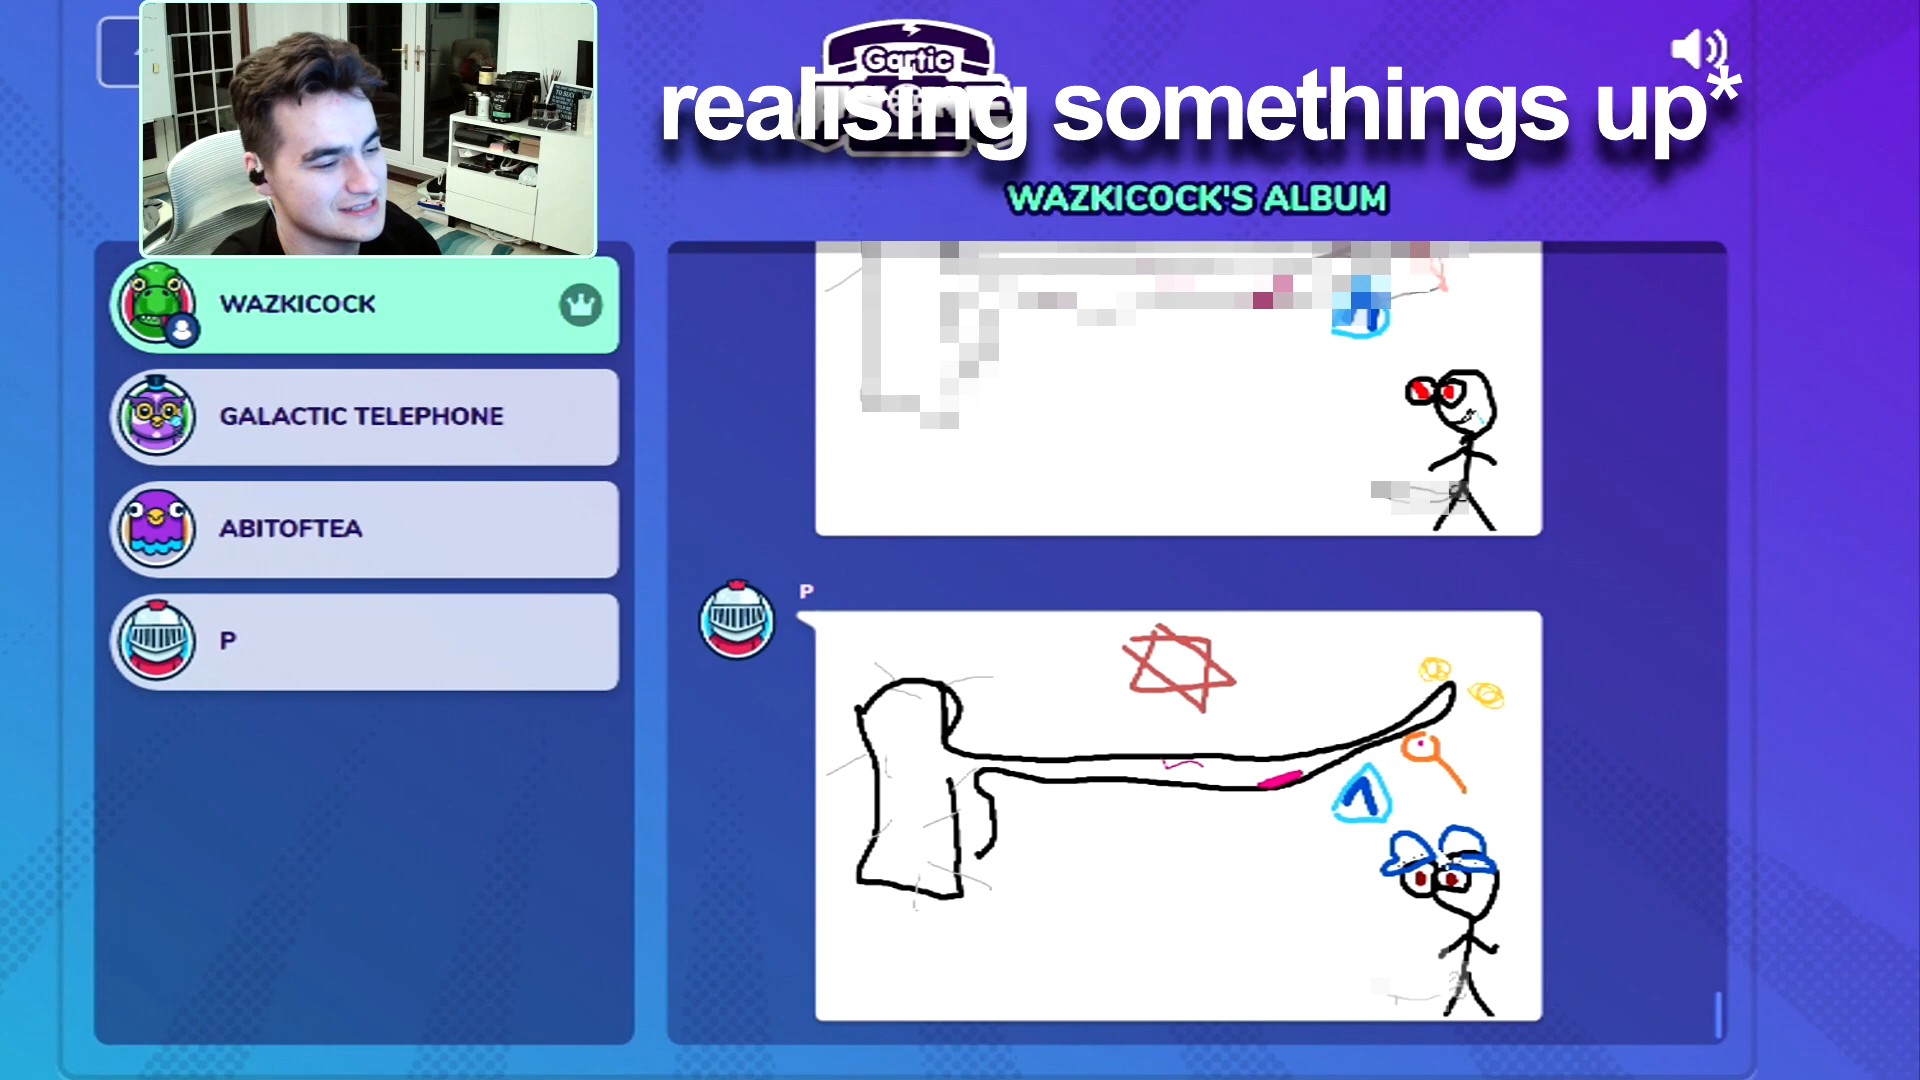 Gartic
realising somethings up*
WAZKICOCK'S ALBUM
WAZKICOCK
GALACTIC TELEPHONE
ABITOFTEA
P
P